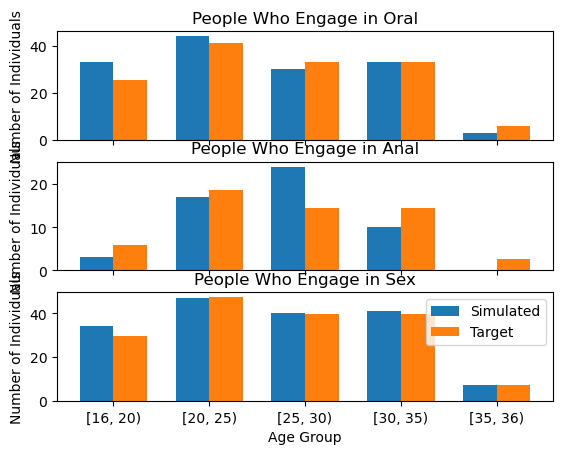 People Who Engage in Oral
Number of Individuals
40
20
0
People Who Engage in Anal
Number of Individuals
20
10
0
People Who Engage in Sex
Number of Individuals
40
20
0
Simulated
Target
[16, 20) [20, 25) [25, 30) [30, 35) [35, 36)
Age Group